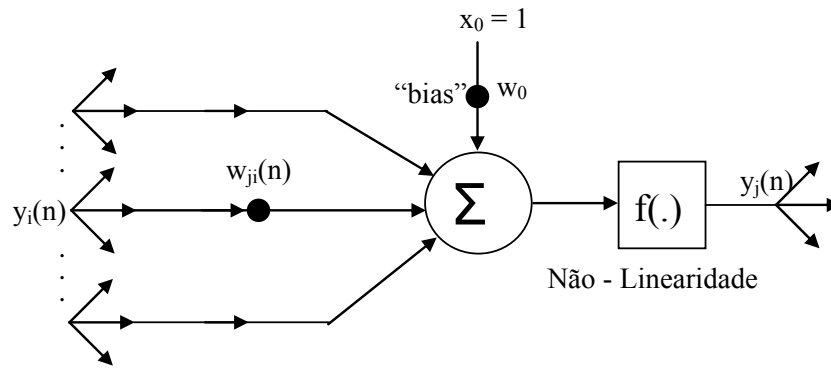 x₀ = 1
“bias” w₀
wⱼᵢ(n)
yᵢ(n)
Σ
f(.)
yⱼ(n)
Não - Linearidade